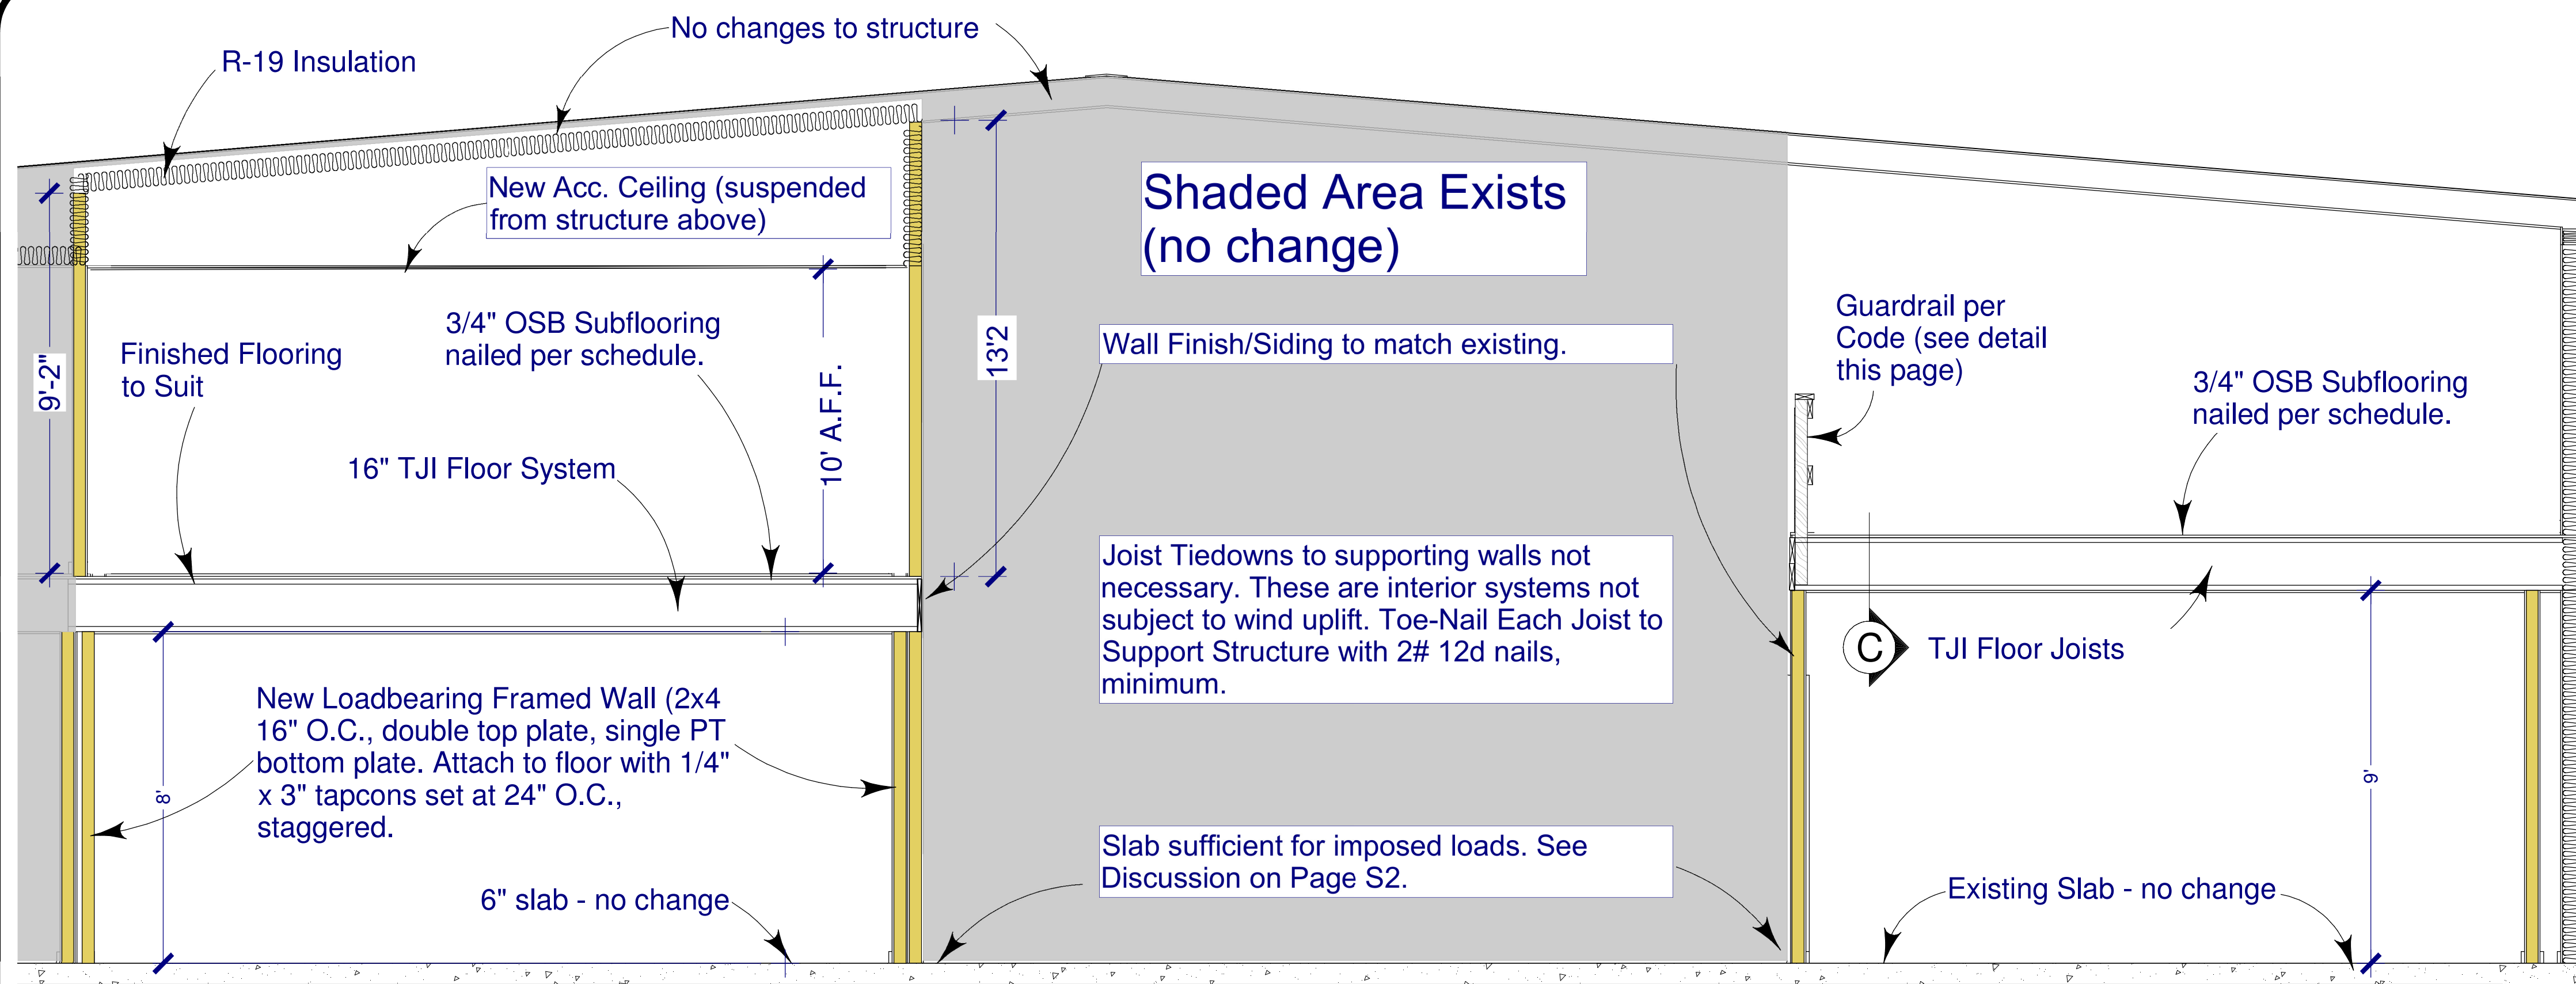 No changes to structure
R-19 Insulation
New Acc. Ceiling (suspended
from structure above)
Shaded Area Exists
(no change)
9'-2"
Finished Flooring
to Suit
3/4" OSB Subflooring
nailed per schedule.
10' A.F.F.
13'2
16" TJI Floor System
Wall Finish/Siding to match existing.
Guardrail per
Code (see detail
this page)
3/4" OSB Subflooring
nailed per schedule.
Joist Tiedowns to supporting walls not
necessary. These are interior systems not
subject to wind uplift. Toe-Nail Each Joist to
Support Structure with 2# 12d nails,
minimum.
C
TJI Floor Joists
New Loadbearing Framed Wall (2x4
16" O.C., double top plate, single PT
bottom plate. Attach to floor with 1/4"
x 3" tapcons set at 24" O.C.,
staggered.
8'
9'
6" slab - no change
Slab sufficient for imposed loads. See
Discussion on Page S2.
Existing Slab - no change